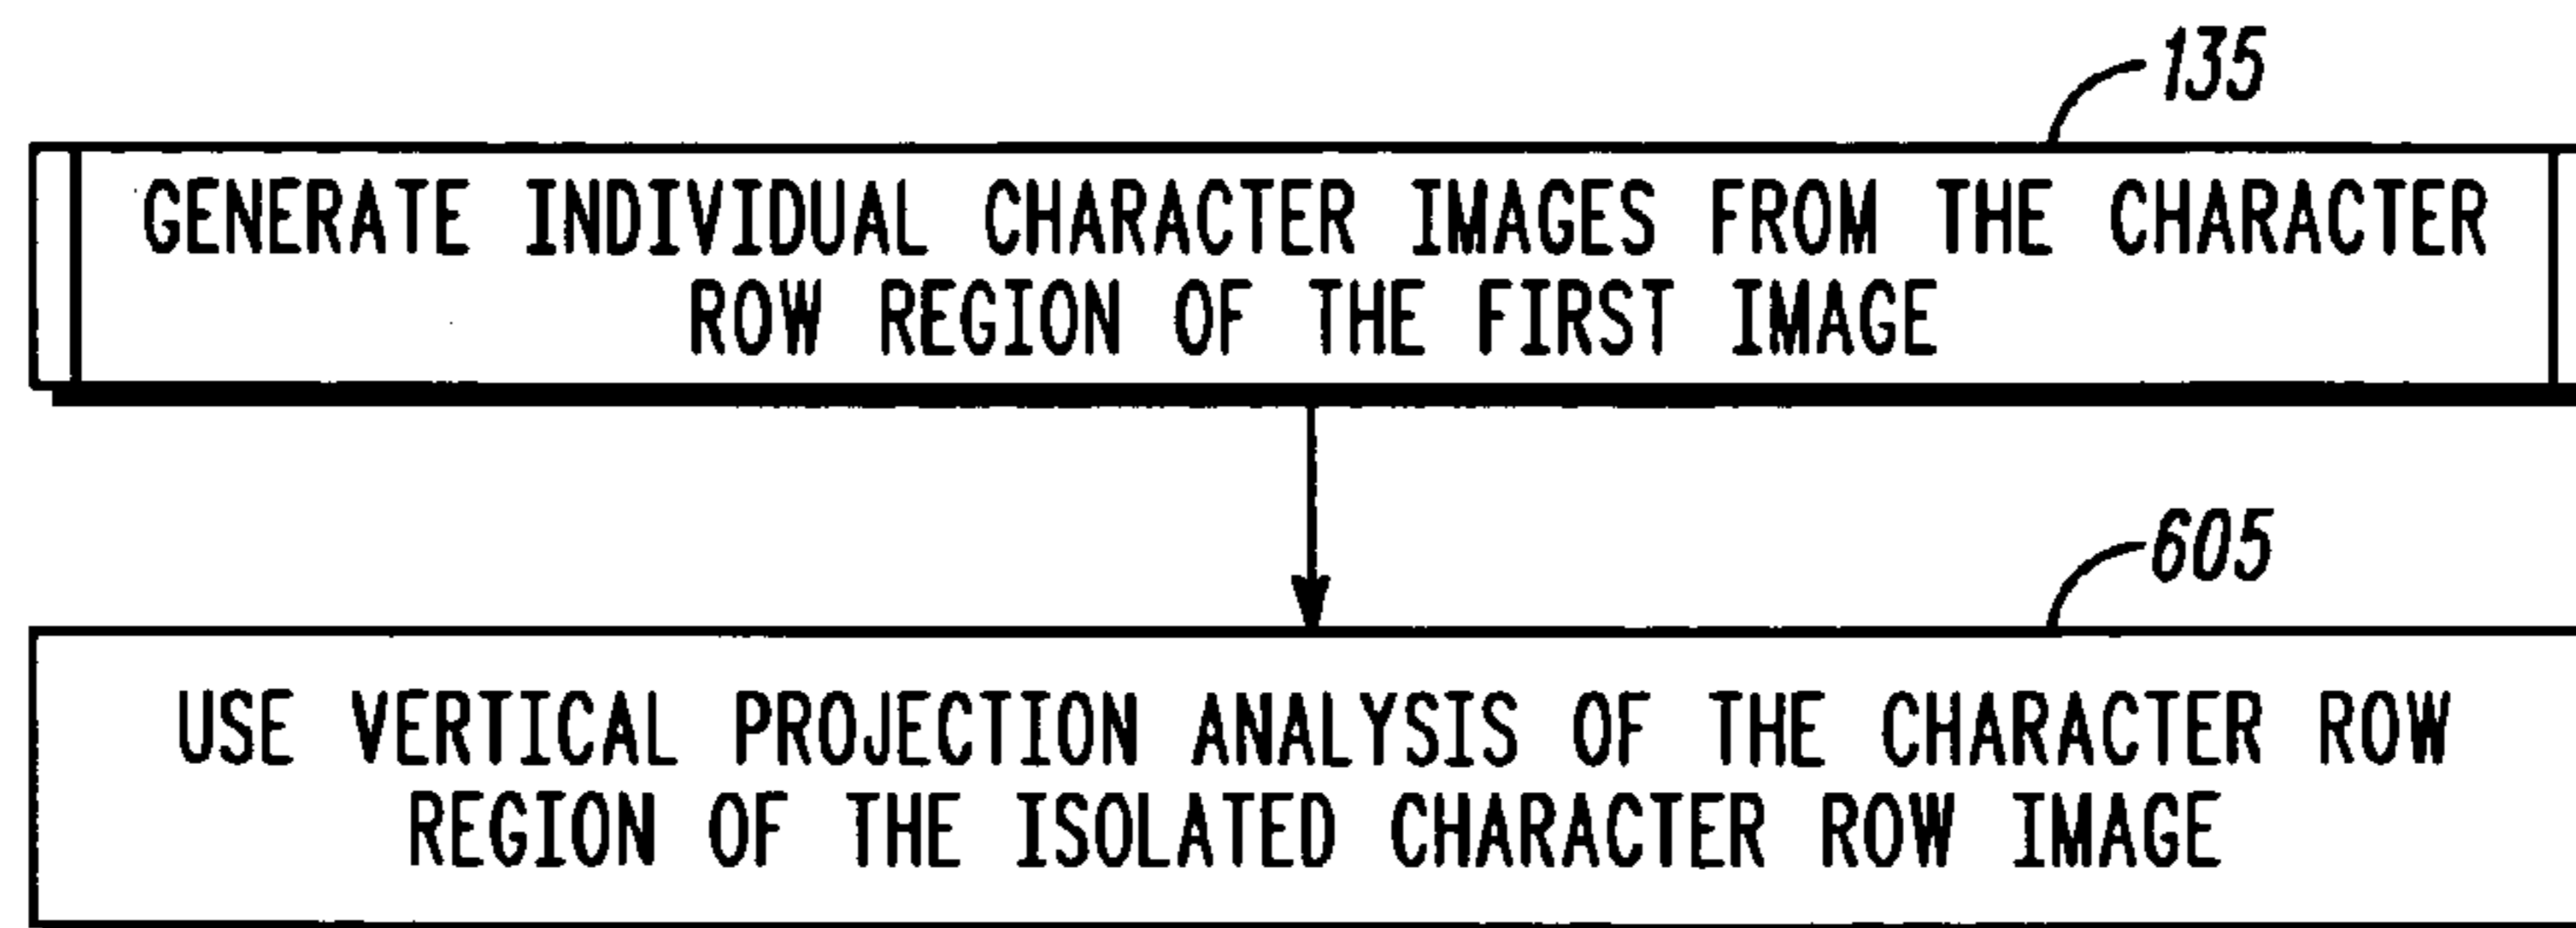 135
GENERATE INDIVIDUAL CHARACTER IMAGES FROM THE CHARACTER
ROW REGION OF THE FIRST IMAGE
605
USE VERTICAL PROJECTION ANALYSIS OF THE CHARACTER ROW
REGION OF THE ISOLATED CHARACTER ROW IMAGE